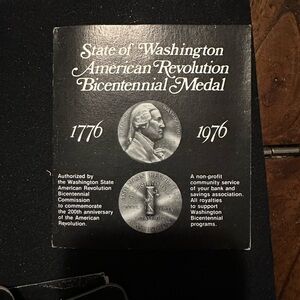 State of Washington
American Revolution
Bicentennial Medal
1776
1976
Authorized by
the Washington State
American Revolution
Bicentennial
Commission
to commemorate
the 200th anniversary
of the American
Revolution.
A non-profit
community service
of your bank and
savings association.
All royalties
to support
Washington
Bicentennial
programs.